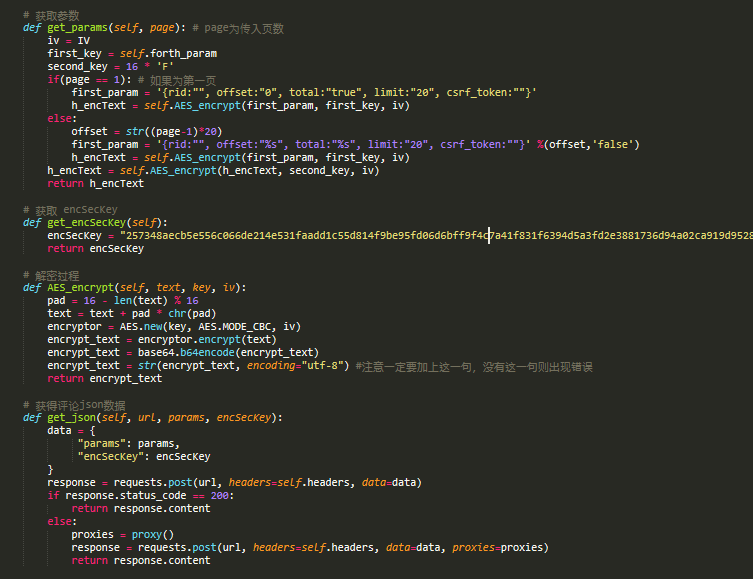 # 获取参数
def get_params(self, page): # page为传入页数
    iv = IV
    first_key = self.forth_param
    second_key = 16 * 'F'
    if(page == 1): # 如果为第一页
        first_param = '{rid:"", offset:"0", total:"true", limit:"20", csrf_token:""}'
        h_encText = self.AES_encrypt(first_param, first_key, iv)
    else:
        offset = str((page-1)*20)
        first_param = '{rid:"", offset:"%s", total:"%s", limit:"20", csrf_token:""}' %(offset,'false')
        h_encText = self.AES_encrypt(first_param, first_key, iv)
    h_encText = self.AES_encrypt(h_encText, second_key, iv)
    return h_encText
# 获取 encSecKey
def get_encSecKey(self):
    encSecKey = "257348aecb5e556c066de214e531faadd1c55d814f9be95fd06d6bff9f4c7a41f831f6394d5a3fd2e3881736d94a02ca919d9528
    return encSecKey
# 解密过程
def AES_encrypt(self, text, key, iv):
    pad = 16 - len(text) % 16
    text = text + pad * chr(pad)
    encryptor = AES.new(key, AES.MODE_CBC, iv)
    encrypt_text = encryptor.encrypt(text)
    encrypt_text = base64.b64encode(encrypt_text)
    encrypt_text = str(encrypt_text, encoding="utf-8") #注意一定要加上这一句，没有这一句则出现错误
    return encrypt_text
# 获得评论json数据
def get_json(self, url, params, encSecKey):
    data = {
        "params": params,
        "encSecKey": encSecKey
    }
    response = requests.post(url, headers=self.headers, data=data)
    if response.status_code == 200:
        return response.content
    else:
        proxies = proxy()
        response = requests.post(url, headers=self.headers, data=data, proxies=proxies)
        return response.content